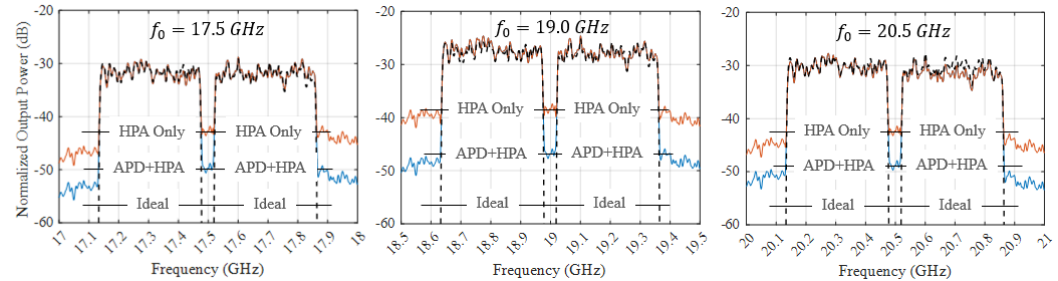 Normalized Output Power (dB)
-20
-30
-40
-50
-60
f₀ = 17.5 GHz
HPA Only
HPA Only
APD+HPA
APD+HPA
Ideal
Ideal
17
17.1
17.2
17.3
17.4
17.5
17.6
17.7
17.8
17.9
18
Frequency (GHz)
-20
-30
-40
-50
-60
f₀ = 19.0 GHz
HPA Only
HPA Only
APD+HPA
APD+HPA
Ideal
Ideal
18.5
18.6
18.7
18.8
18.9
19
19.1
19.2
19.3
19.4
19.5
Frequency (GHz)
-20
-30
-40
-50
-60
f₀ = 20.5 GHz
HPA Only
HPA Only
APD+HPA
APD+HPA
Ideal
Ideal
20
20.1
20.2
20.3
20.4
20.5
20.6
20.7
20.8
20.9
21
Frequency (GHz)